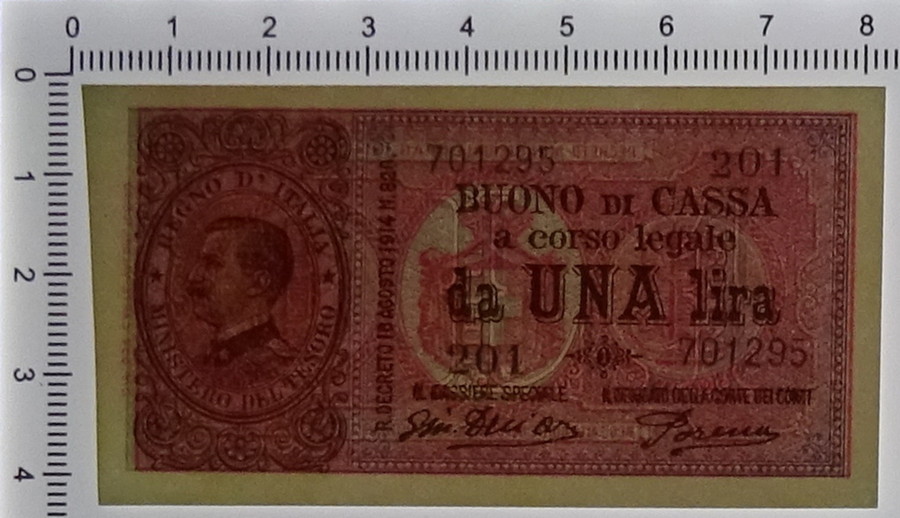 0 1 2 3 4 5 6 7 8
0
1
2
3
4
REGNO D' ITALIA
★ MINISTERO DEL TESORO ★
R. DECRETO 18 AGOSTO 1914 N. 827
701295 201
BUONO DI CASSA
a corso legale
da UNA lira
201 701295
IL CASSIERE SPECIALE IL DELEGATO DELLA CORTE DEI CONTI